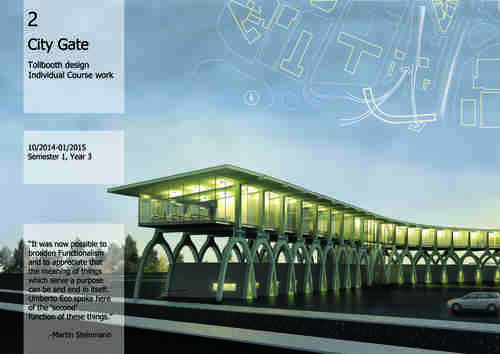 2
City Gate
Tollbooth design
Individual Course work
10/2014-01/2015
Semester 1, Year 3
"It was now possible to
broaden Functionalism
and to appreciate that
the meaning of things
which serve a purpose
can be and end in itself.
Umberto Eco spoke here
of the 'second'
function of these things."
-Martin Steinmann